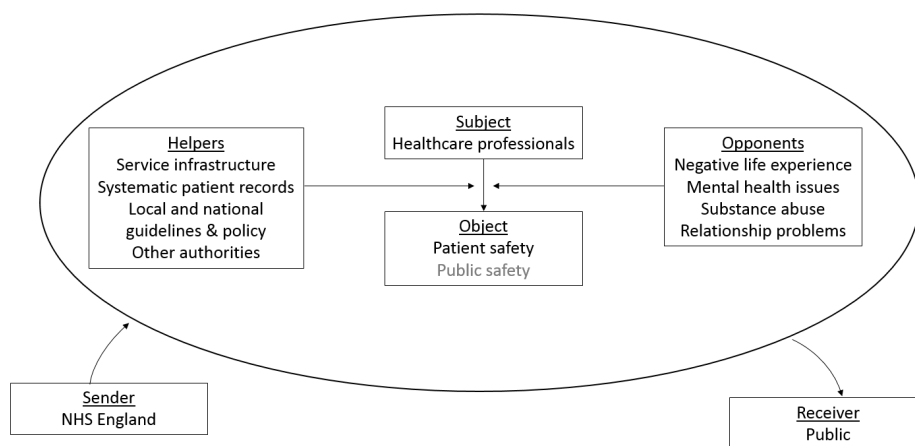 Subject
Healthcare professionals
Helpers
Service infrastructure
Systematic patient records
Local and national
guidelines & policy
Other authorities
Opponents
Negative life experience
Mental health issues
Substance abuse
Relationship problems
Object
Patient safety
Public safety
Sender
NHS England
Receiver
Public